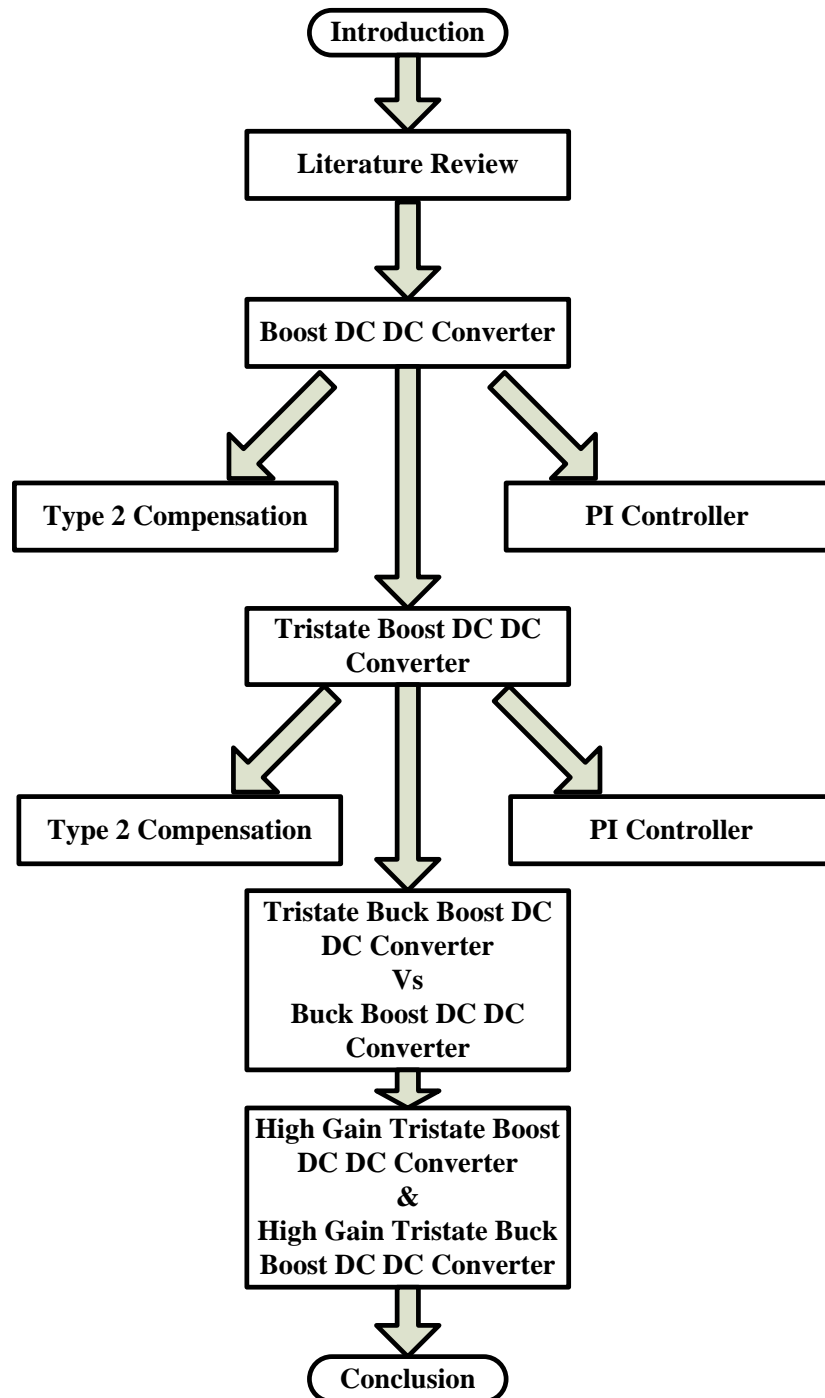 Introduction
Literature Review
Boost DC DC Converter
Type 2 Compensation
PI Controller
Tristate Boost DC DC
Converter
Type 2 Compensation
PI Controller
Tristate Buck Boost DC
DC Converter
Vs
Buck Boost DC DC
Converter
High Gain Tristate Boost
DC DC Converter
&
High Gain Tristate Buck
Boost DC DC Converter
Conclusion